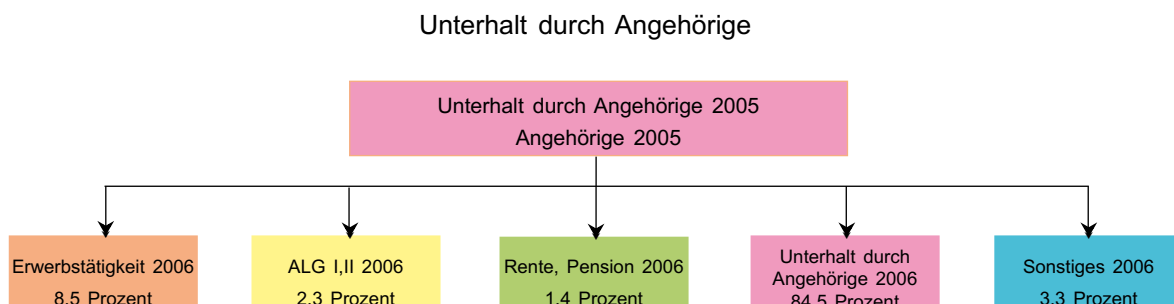 Unterhalt durch Angehörige
Unterhalt durch Angehörige 2005
Angehörige 2005
Erwerbstätigkeit 2006
8,5 Prozent
ALG I,II 2006
2,3 Prozent
Rente, Pension 2006
1,4 Prozent
Unterhalt durch
Angehörige 2006
84,5 Prozent
Sonstiges 2006
3,3 Prozent